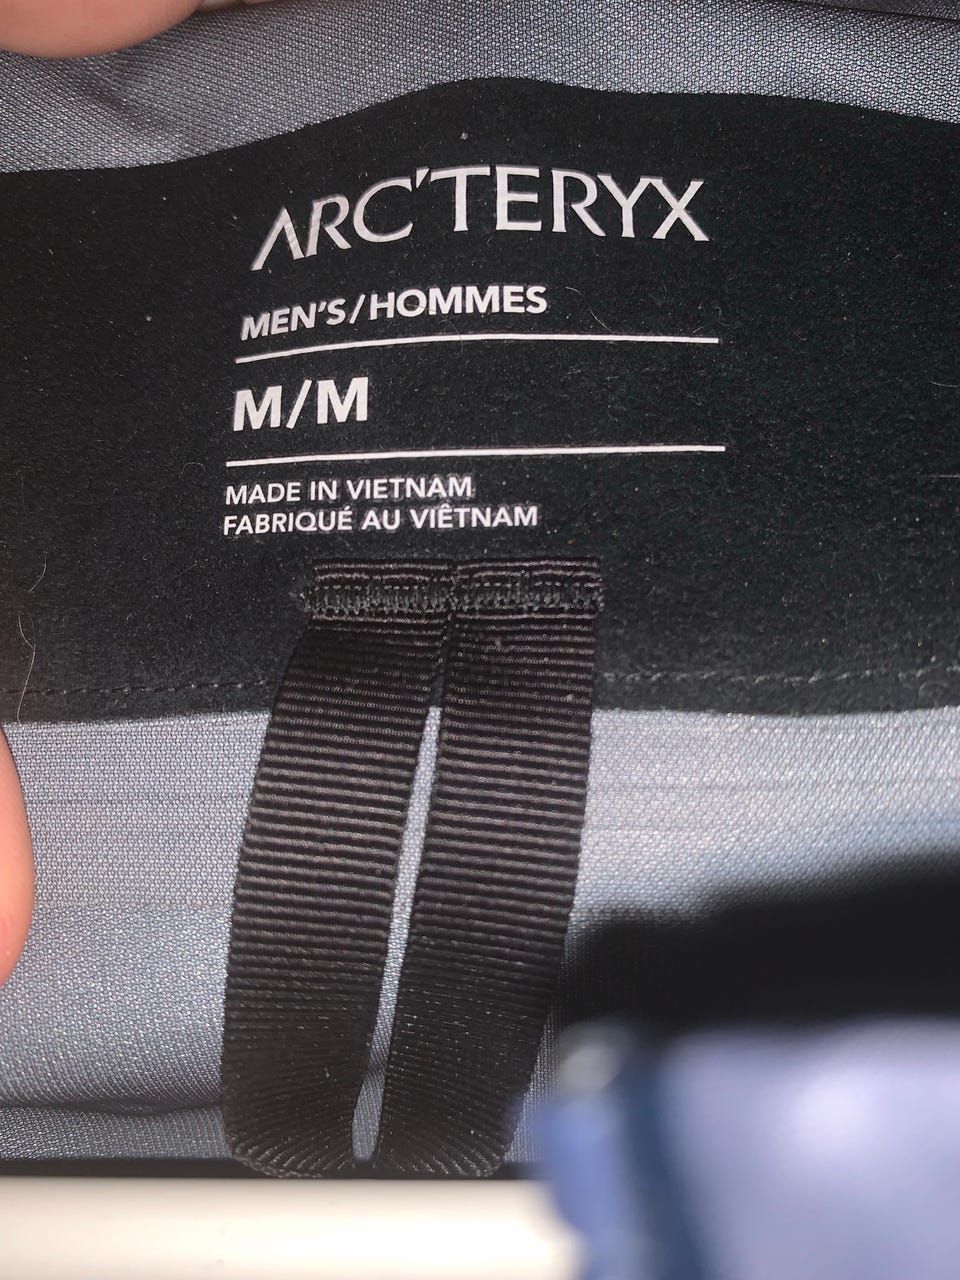 ARC'TERYX
MEN'S/HOMMES
M/M
MADE IN VIETNAM
FABRIQUÉ AU VIÊTNAM